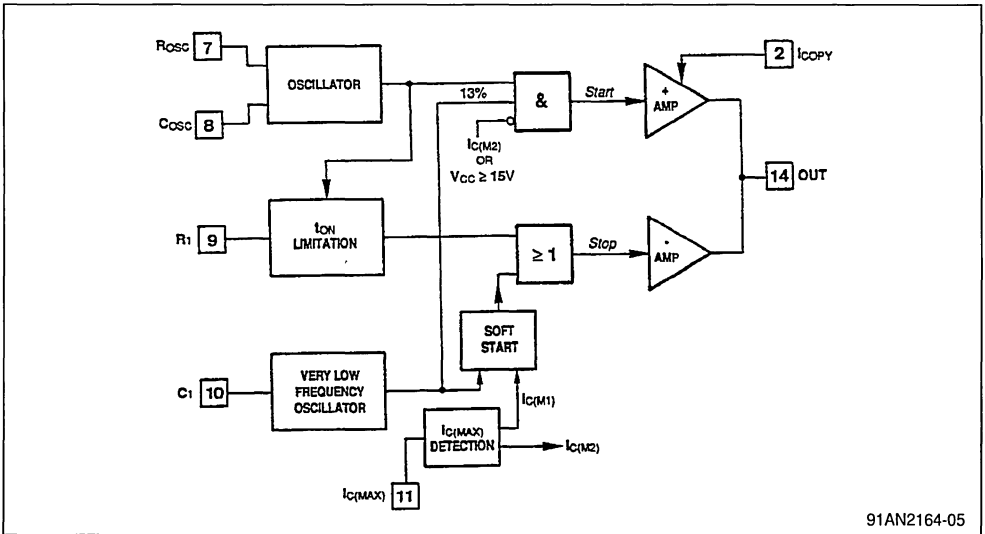 ROSC 7
OSCILLATOR
COSC 8
13%
&
Start
+
AMP
2 ICOPY
IC(M2)
OR
VCC ≥ 15V
14 OUT
R1 9
tON
LIMITATION
≥ 1
Stop
-
AMP
SOFT
START
C1 10
VERY LOW
FREQUENCY
OSCILLATOR
IC(M1)
IC(MAX)
DETECTION
IC(M2)
IC(MAX) 11
91AN2164-05